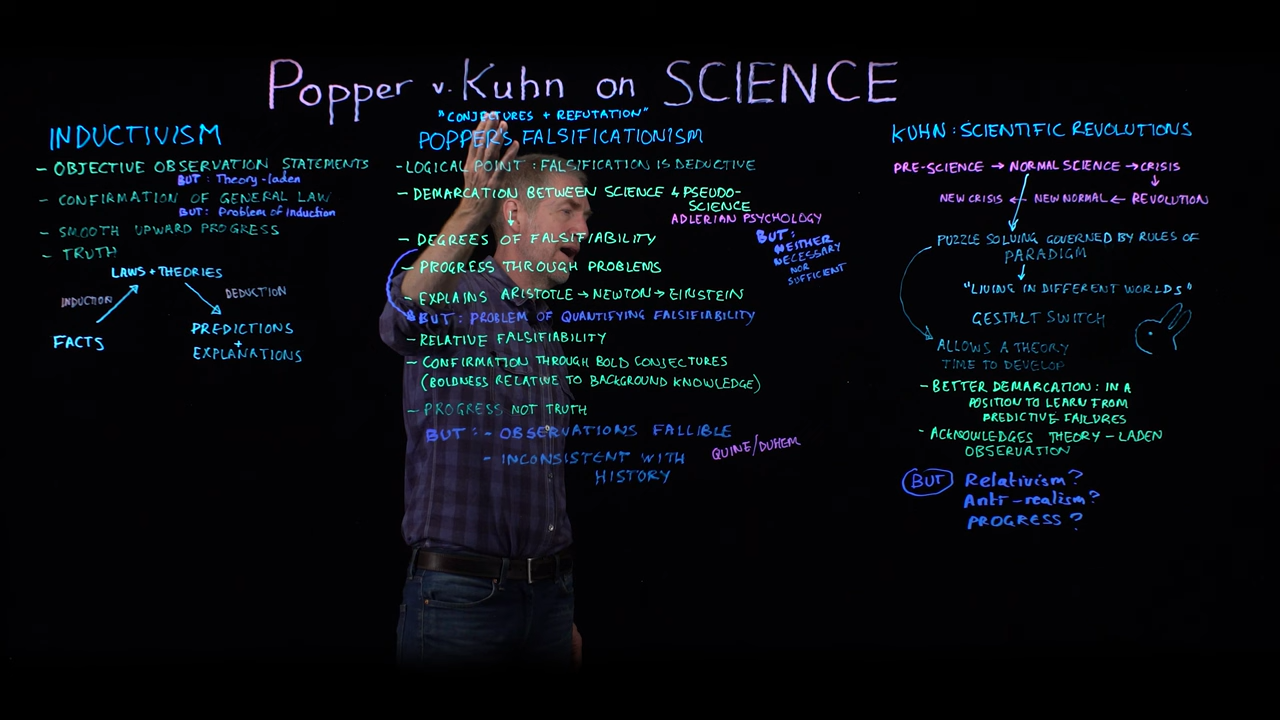 Popper v. Kuhn on SCIENCE
INDUCTIVISM
- OBJECTIVE OBSERVATION STATEMENTS
BUT: Theory-laden
- CONFIRMATION OF GENERAL LAW
BUT: Problem of induction
- SMOOTH UPWARD PROGRESS
- TRUTH
LAWS + THEORIES
INDUCTION
DEDUCTION
FACTS
PREDICTIONS
+
EXPLANATIONS
"CONJECTURES + REFUTATION"
POPPER'S FALSIFICATIONISM
- LOGICAL POINT: FALSIFICATION IS DEDUCTIVE
- DEMARCATION BETWEEN SCIENCE & PSEUDO-
SCIENCE
ADLERIAN PSYCHOLOGY
BUT:
NEITHER
NECESSARY
NOR
SUFFICIENT
- DEGREES OF FALSIFIABILITY
- PROGRESS THROUGH PROBLEMS
- EXPLAINS ARISTOTLE → NEWTON → EINSTEIN
BUT: PROBLEM OF QUANTIFYING FALSIFIABILITY
- RELATIVE FALSIFIABILITY
- CONFIRMATION THROUGH BOLD CONJECTURES
(BOLDNESS RELATIVE TO BACKGROUND KNOWLEDGE)
- PROGRESS NOT TRUTH
BUT: - OBSERVATIONS FALLIBLE
QUINE/DUHEM
- INCONSISTENT WITH
HISTORY
KUHN: SCIENTIFIC REVOLUTIONS
PRE-SCIENCE → NORMAL SCIENCE → CRISIS
NEW CRISIS ← NEW NORMAL ← REVOLUTION
PUZZLE SOLVING GOVERNED BY RULES OF
PARADIGM
"LIVING IN DIFFERENT WORLDS"
GESTALT SWITCH
ALLOWS A THEORY
TIME TO DEVELOP
- BETTER DEMARCATION: IN A
POSITION TO LEARN FROM
PREDICTIVE FAILURES
- ACKNOWLEDGES THEORY-LADEN
OBSERVATION
BUT Relativism?
Anti-realism?
PROGRESS?